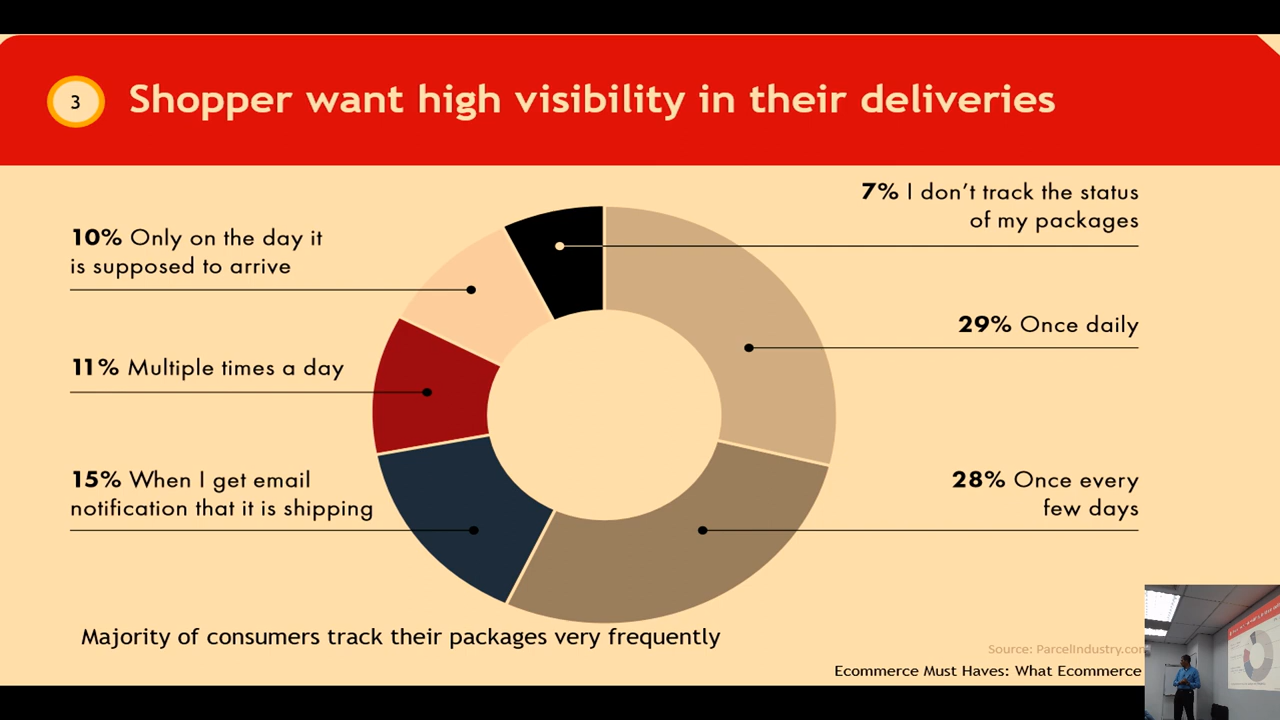 3
Shopper want high visibility in their deliveries
7% I don't track the status
of my packages
10% Only on the day it
is supposed to arrive
29% Once daily
11% Multiple times a day
15% When I get email
notification that it is shipping
28% Once every
few days
Majority of consumers track their packages very frequently
Source: ParcelIndustry.com
Ecommerce Must Haves: What Ecommerce